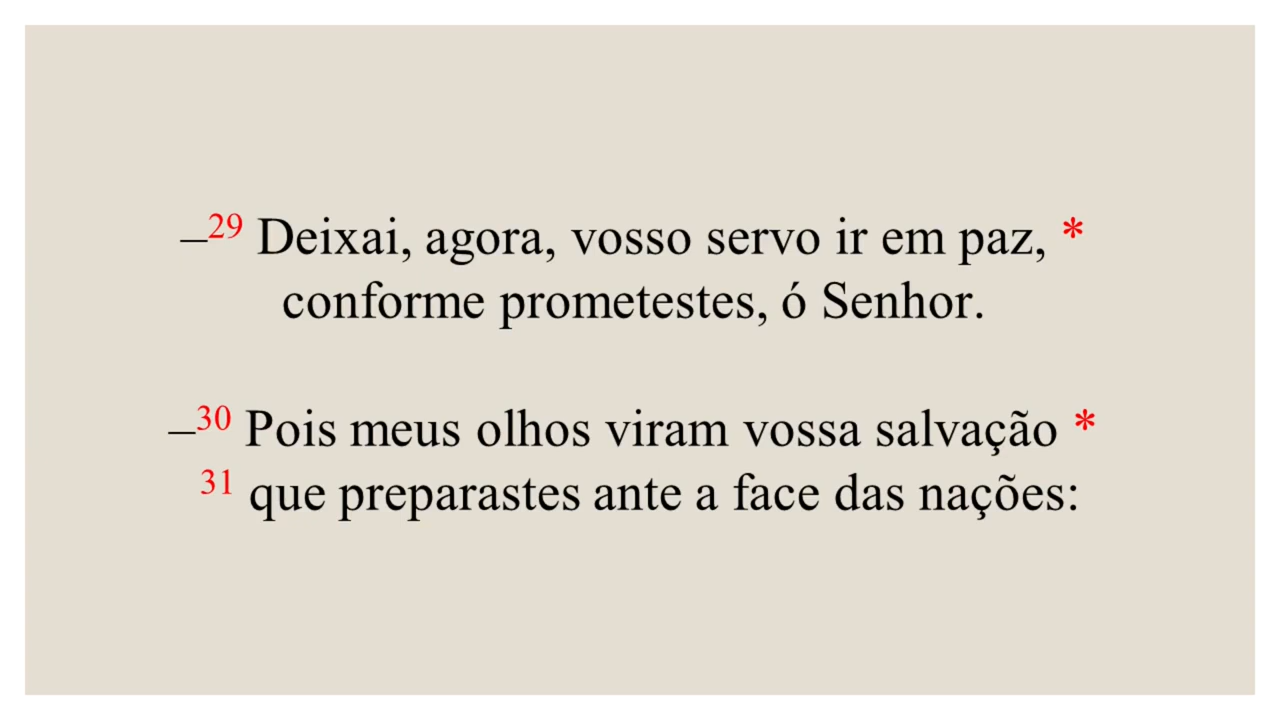 –29 Deixai, agora, vosso servo ir em paz, *
conforme prometestes, ó Senhor.
–30 Pois meus olhos viram vossa salvação *
31 que preparastes ante a face das nações: